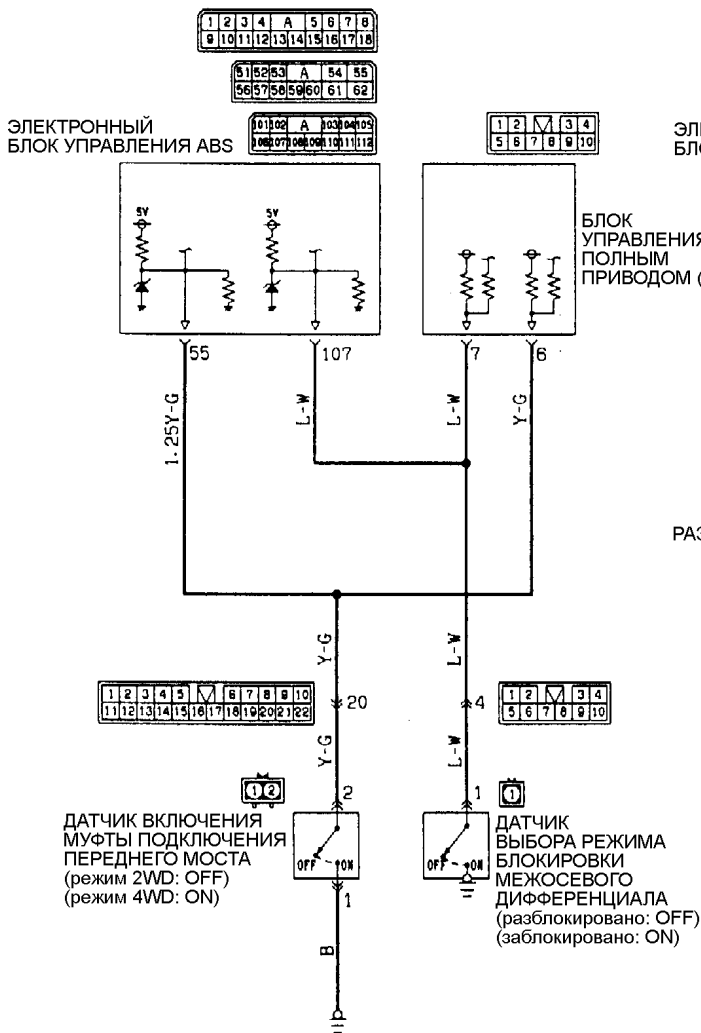 1 2 3 4 A 5 6 7 8
9 10 11 12 13 14 15 16 17 18
51 52 53 A 54 55
56 57 58 59 60 61 62
ЭЛЕКТРОННЫЙ
БЛОК УПРАВЛЕНИЯ ABS
101 102 A 103 104 105
106 107 108 109 110 111 112
1 2 3 4
5 6 7 8 9 10
ЭЛ
БЛО
5V
5V
БЛОК
УПРАВЛЕНИЯ
ПОЛНЫМ
ПРИВОДОМ (
55
107
7
6
1.25Y-G
L-W
L-W
Y-G
РАЗ
Y-G
L-W
1 2 3 4 5 6 7 8 9 10
11 12 13 14 15 16 17 18 19 20 21 22
20
4
1 2 3 4
5 6 7 8 9 10
Y-G
L-W
1 2
2
1
1
ДАТЧИК ВКЛЮЧЕНИЯ
МУФТЫ ПОДКЛЮЧЕНИЯ
ПЕРЕДНЕГО МОСТА
(режим 2WD: OFF)
(режим 4WD: ON)
OFF ON
OFF ON
ДАТЧИК
ВЫБОРА РЕЖИМА
БЛОКИРОВКИ
МЕЖОСЕВОГО
ДИФФЕРЕНЦИАЛА
(разблокировано: OFF)
(заблокировано: ON)
1
B